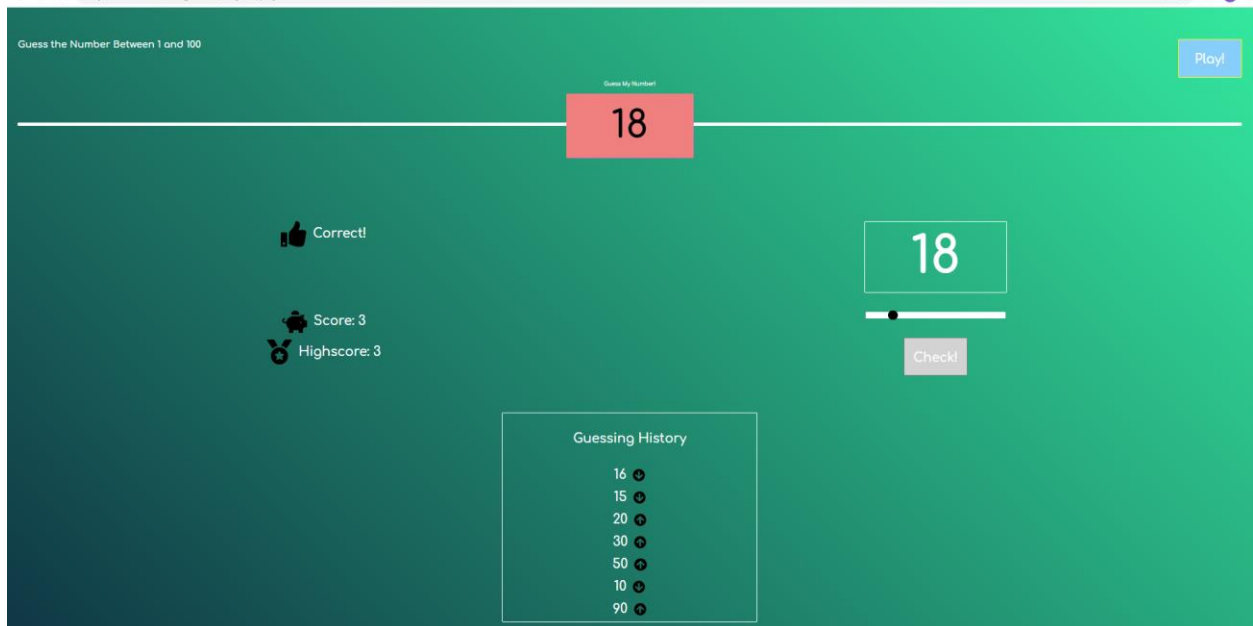 Guess the Number Between 1 and 100
Play!
Guess My Number!
18
Correct!
18
Score: 3
Highscore: 3
Check!
Guessing History
16
15
20
30
50
10
90